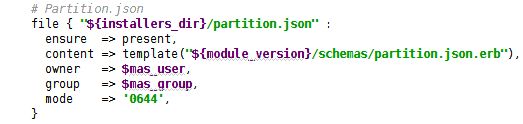 # Partition.json
file { "${installers_dir}/partition.json" :
  ensure  => present,
  content => template("${module_version}/schemas/partition.json.erb"),
  owner   => $mas_user,
  group   => $mas_group,
  mode    => '0644',
}